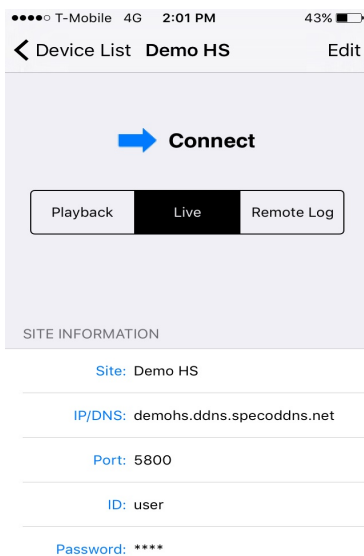 T-Mobile 4G 2:01 PM 43%
Device List Demo HS Edit
Connect
Playback Live Remote Log
SITE INFORMATION
Site: Demo HS
IP/DNS: demohs.ddns.specoddns.net
Port: 5800
ID: user
Password: ****